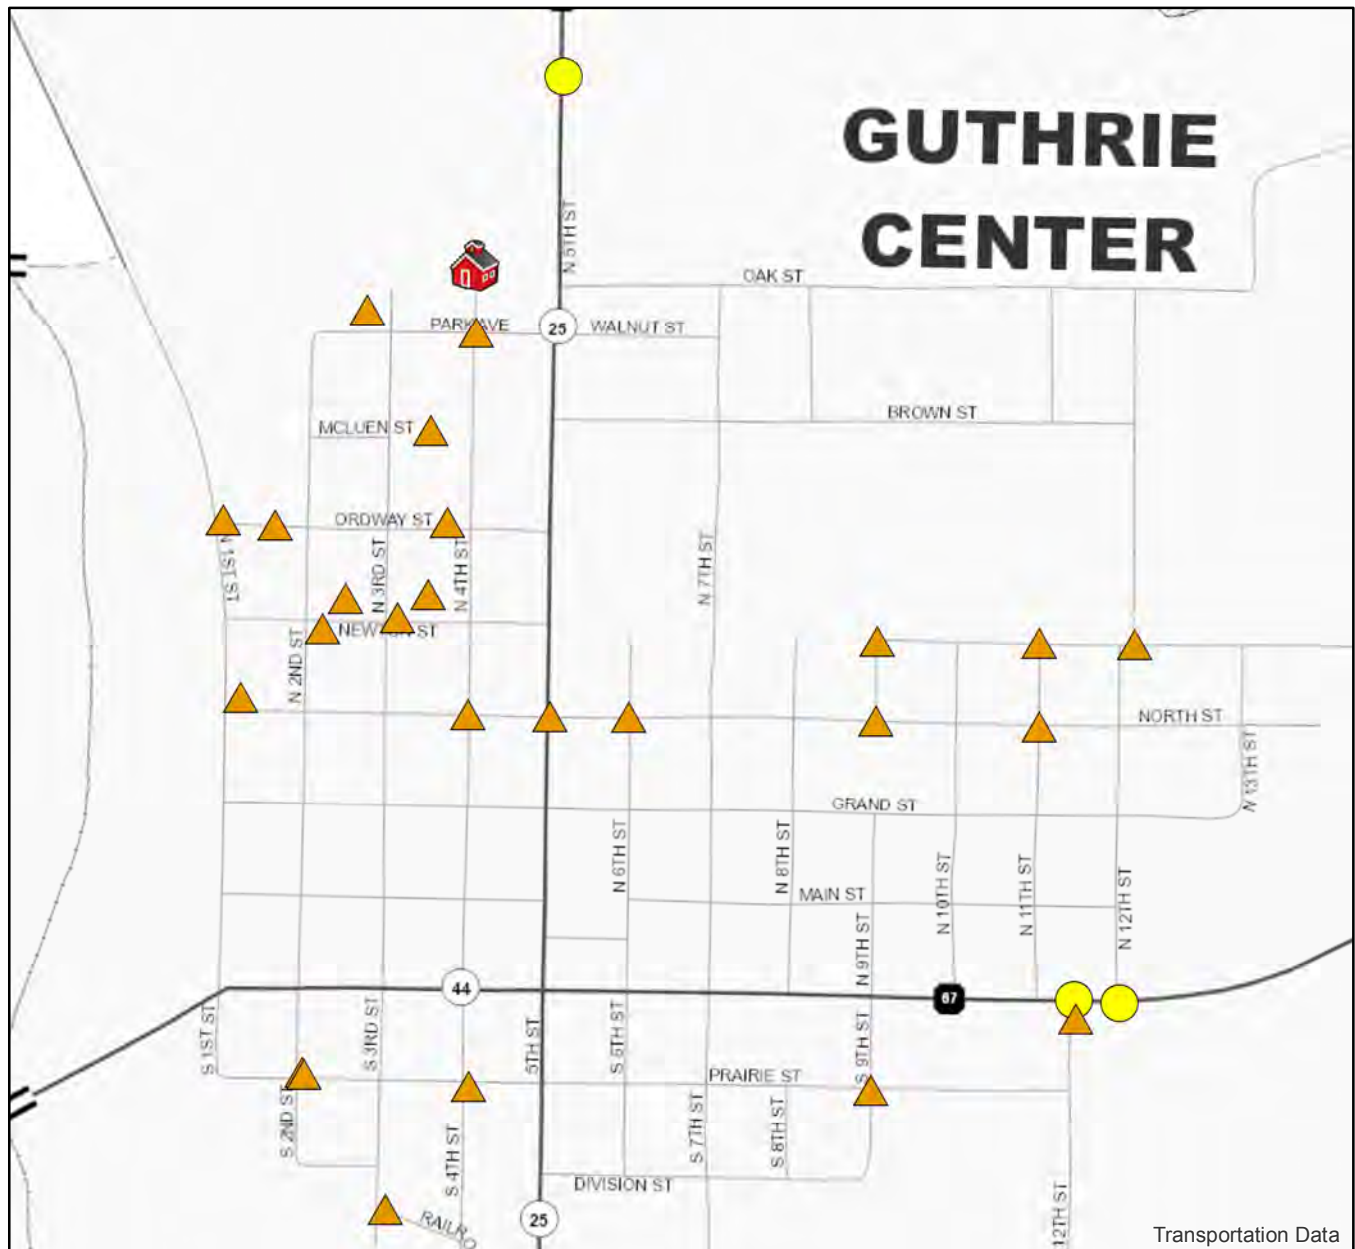 GUTHRIE
CENTER
N 5TH ST
OAK ST
PARK AVE
25
WALNUT ST
BROWN ST
MCLUEN ST
ORDWAY ST
N 1ST ST
N 3RD ST
N 4TH ST
N 7TH ST
NEWTON ST
N 2ND ST
NORTH ST
N 13TH ST
GRAND ST
N 6TH ST
N 8TH ST
MAIN ST
N 10TH ST
N 11TH ST
N 12TH ST
N 9TH ST
44
67
S 1ST ST
S 3RD ST
5TH ST
S 6TH ST
S 9TH ST
PRAIRIE ST
S 2ND ST
S 4TH ST
S 7TH ST
S 8TH ST
DIVISION ST
12TH ST
RAILRO
25
Transportation Data